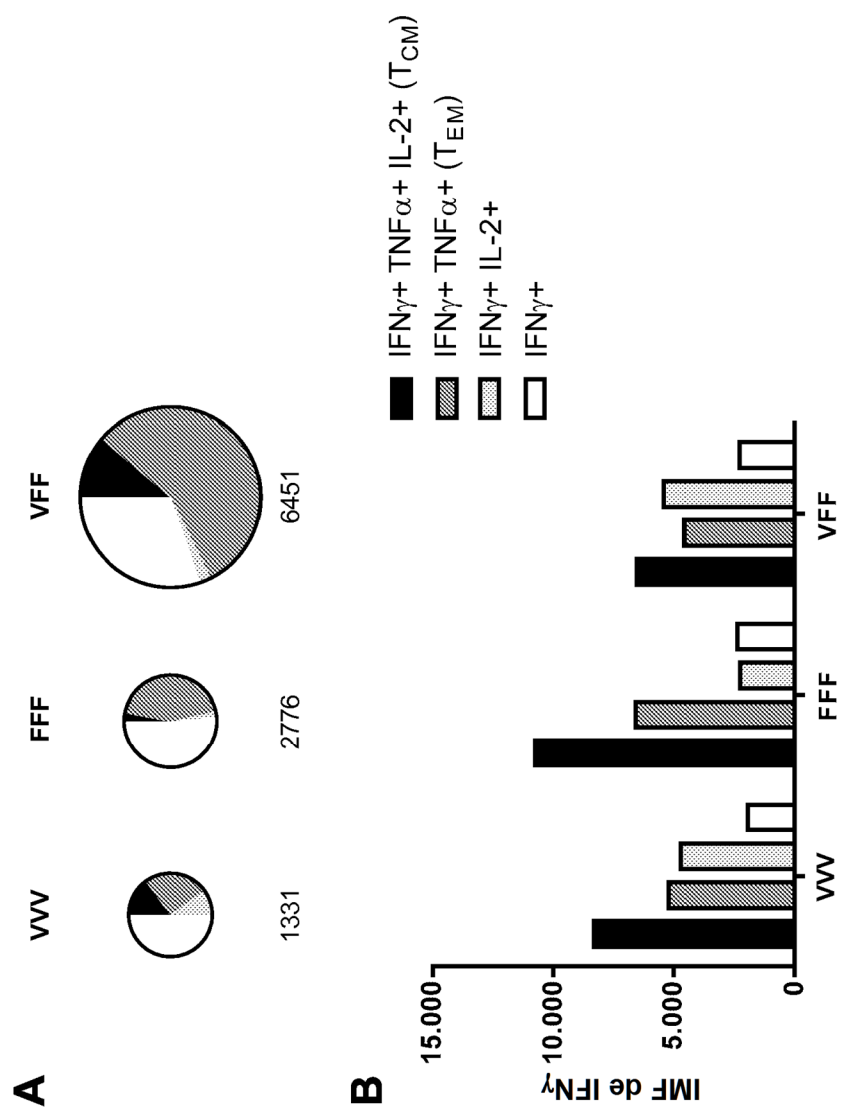 A
VVV FFF VFF
1331 2776 6451
B
IFNγ+ TNFα+ IL-2+ (TCM)
IFNγ+ TNFα+ (TEM)
IFNγ+ IL-2+
IFNγ+
IMF de IFNγ
15.000
10.000
5.000
0
VVV FFF VFF